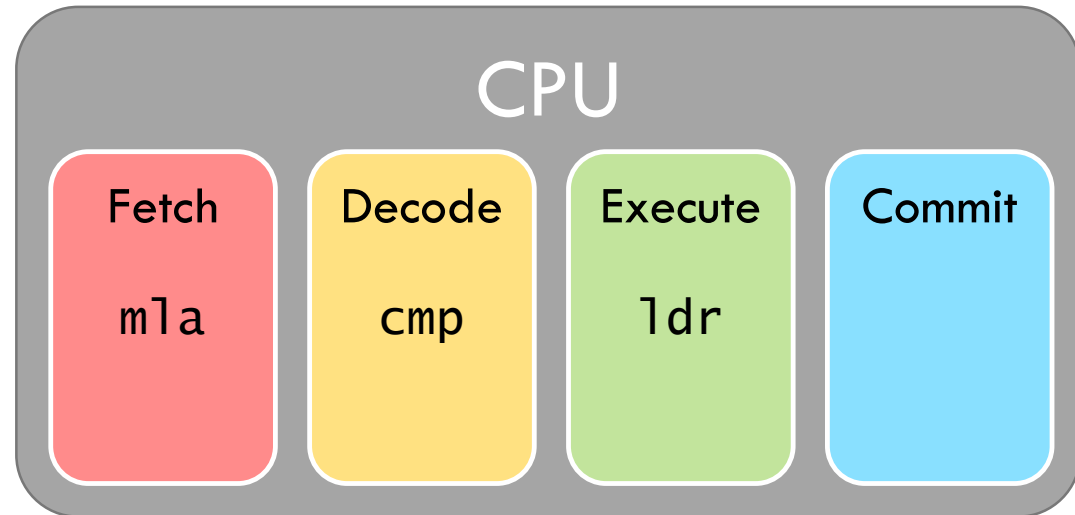 CPU
Fetch
Decode
Execute
Commit
mla
cmp
ldr